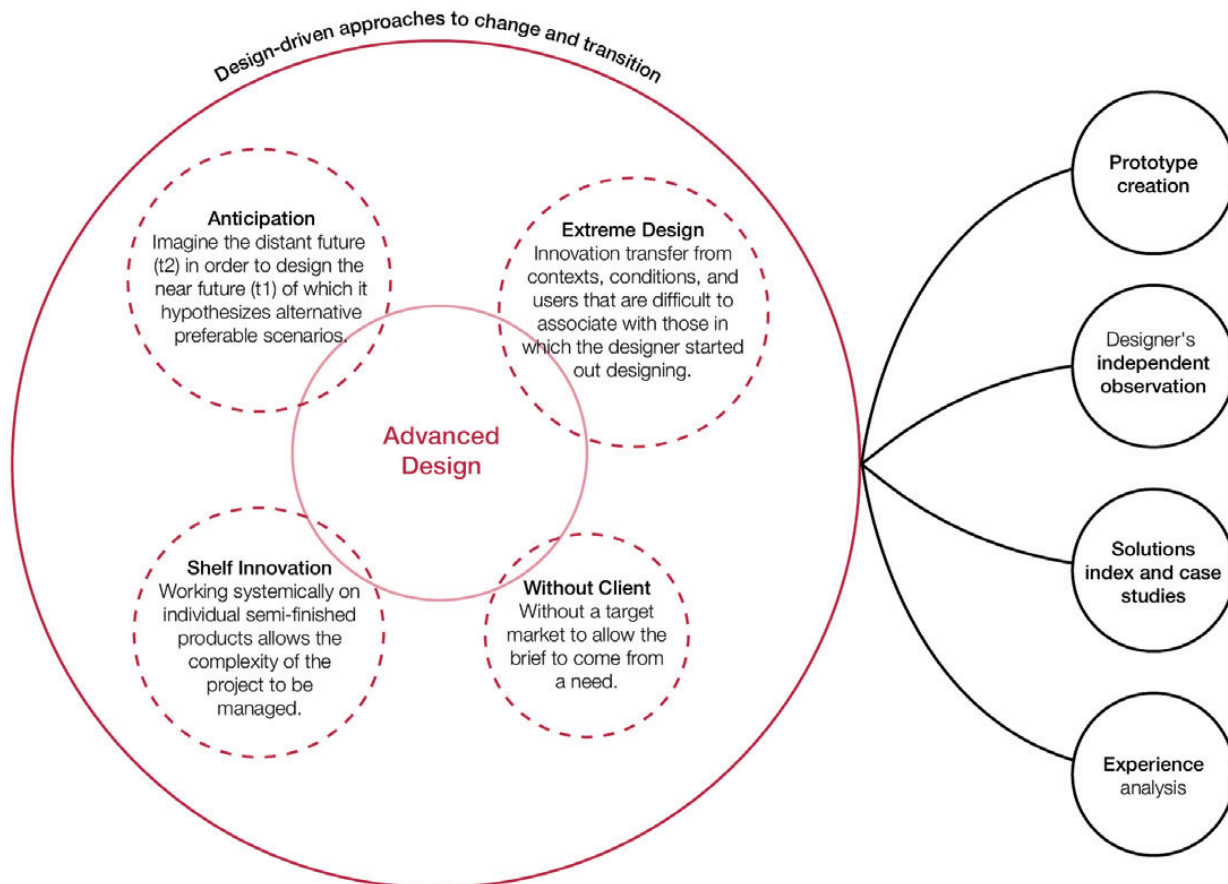 Design-driven approaches to change and transition
Anticipation
Imagine the distant future
(t2) in order to design the
near future (t1) of which it
hypothesizes alternative
preferable scenarios.
Extreme Design
Innovation transfer from
contexts, conditions, and
users that are difficult to
associate with those in
which the designer started
out designing.
Advanced
Design
Shelf Innovation
Working systemically on
individual semi-finished
products allows the
complexity of the
project to be
managed.
Without Client
Without a target
market to allow the
brief to come from
a need.
Prototype
creation
Designer's
independent
observation
Solutions
index and case
studies
Experience
analysis